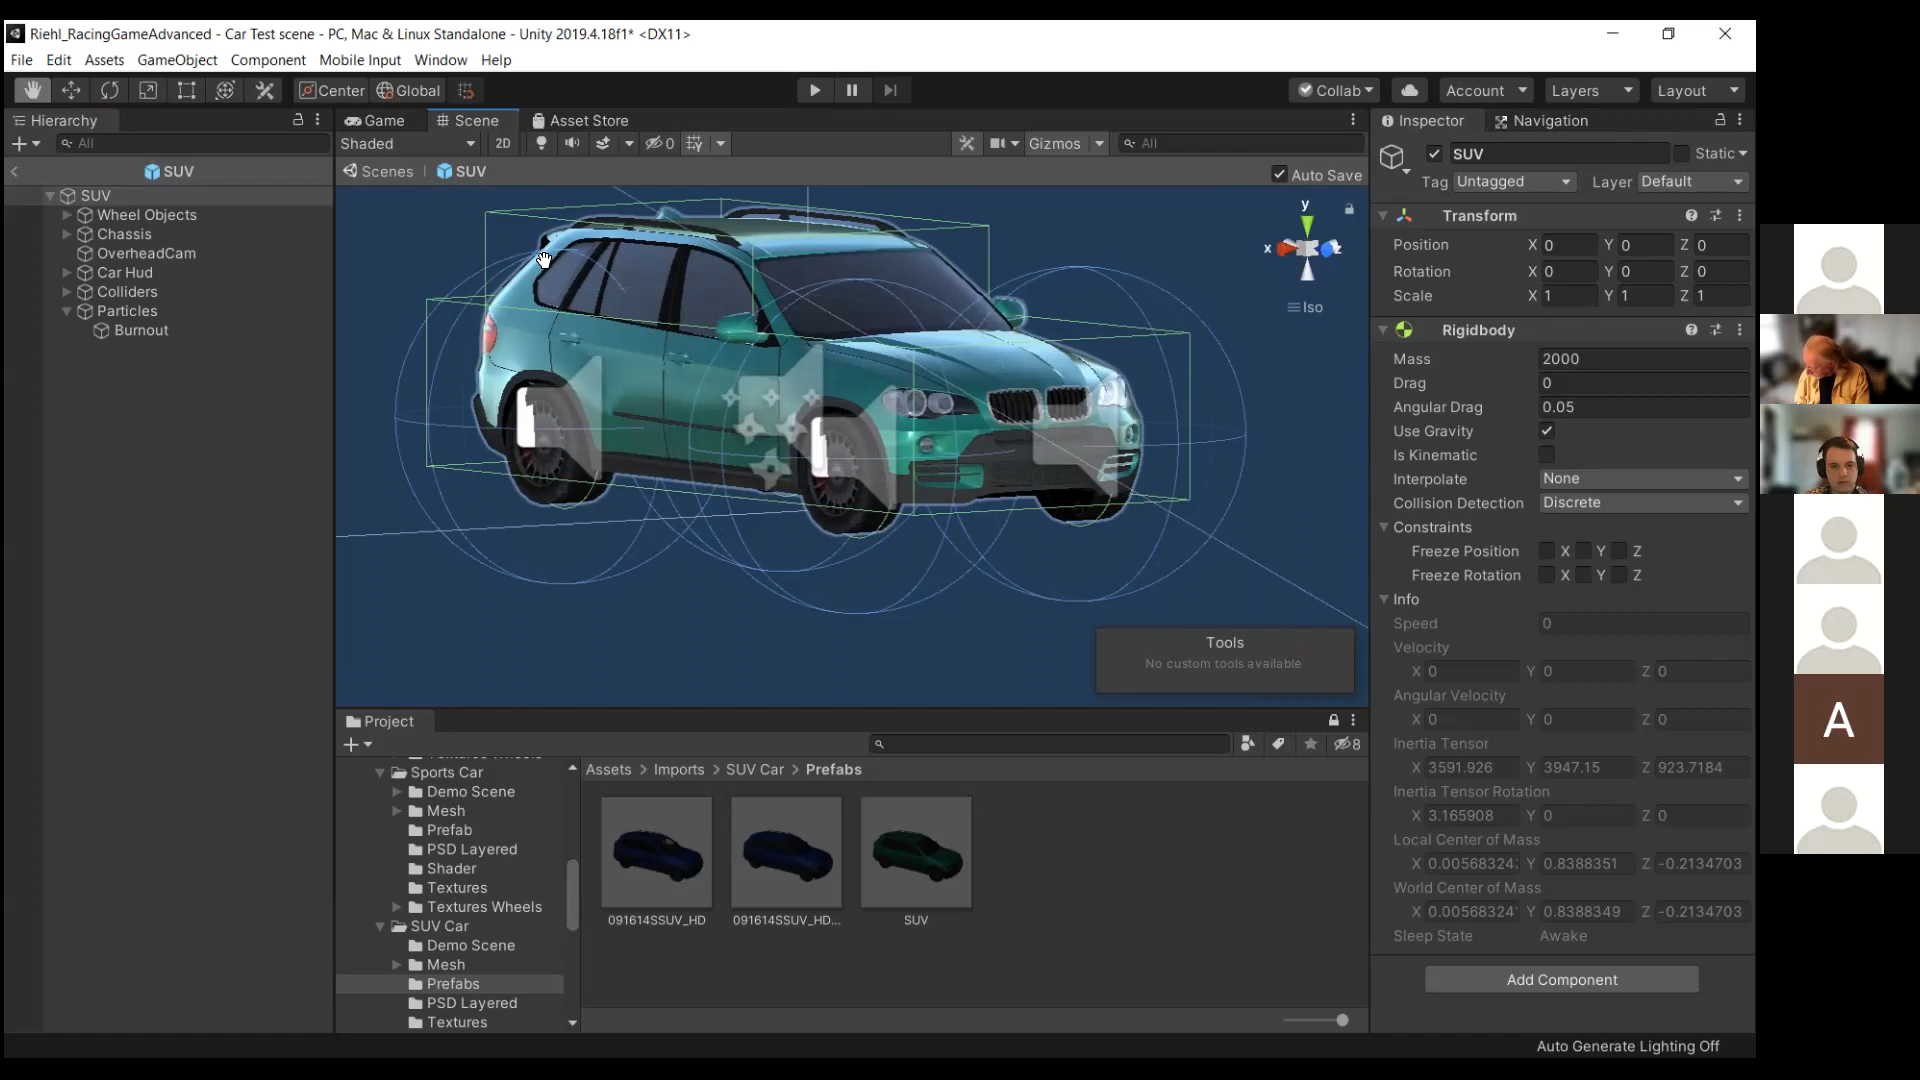 Riehl_RacingGameAdvanced - Car Test scene - PC, Mac & Linux Standalone - Unity 2019.4.18f1* <DX11>
File Edit Assets GameObject Component Mobile Input Window Help
Center Global Collab Account Layers Layout
Hierarchy
All
SUV
SUV
Wheel Objects
Chassis
OverheadCam
Car Hud
Colliders
Particles
Burnout
Game Scene Asset Store
Shaded 2D 0 Gizmos All
Scenes SUV Auto Save
y
x z
Iso
Tools
No custom tools available
Project
8
Sports Car
Demo Scene
Mesh
Prefab
PSD Layered
Shader
Textures
Textures Wheels
SUV Car
Demo Scene
Mesh
Prefabs
PSD Layered
Textures
Assets > Imports > SUV Car > Prefabs
091614SSUV_HD 091614SSUV_HD... SUV
Inspector Navigation
SUV Static
Tag Untagged Layer Default
Transform
Position X 0 Y 0 Z 0
Rotation X 0 Y 0 Z 0
Scale X 1 Y 1 Z 1
Rigidbody
Mass 2000
Drag 0
Angular Drag 0.05
Use Gravity
Is Kinematic
Interpolate None
Collision Detection Discrete
Constraints
Freeze Position X Y Z
Freeze Rotation X Y Z
Info
Speed 0
Velocity
X 0 Y 0 Z 0
Angular Velocity
X 0 Y 0 Z 0
Inertia Tensor
X 3591.926 Y 3947.15 Z 923.7184
Inertia Tensor Rotation
X 3.165908 Y 0 Z 0
Local Center of Mass
X 0.00568324 Y 0.8388351 Z -0.2134703
World Center of Mass
X 0.00568324 Y 0.8388349 Z -0.2134703
Sleep State Awake
Add Component
Auto Generate Lighting Off
A